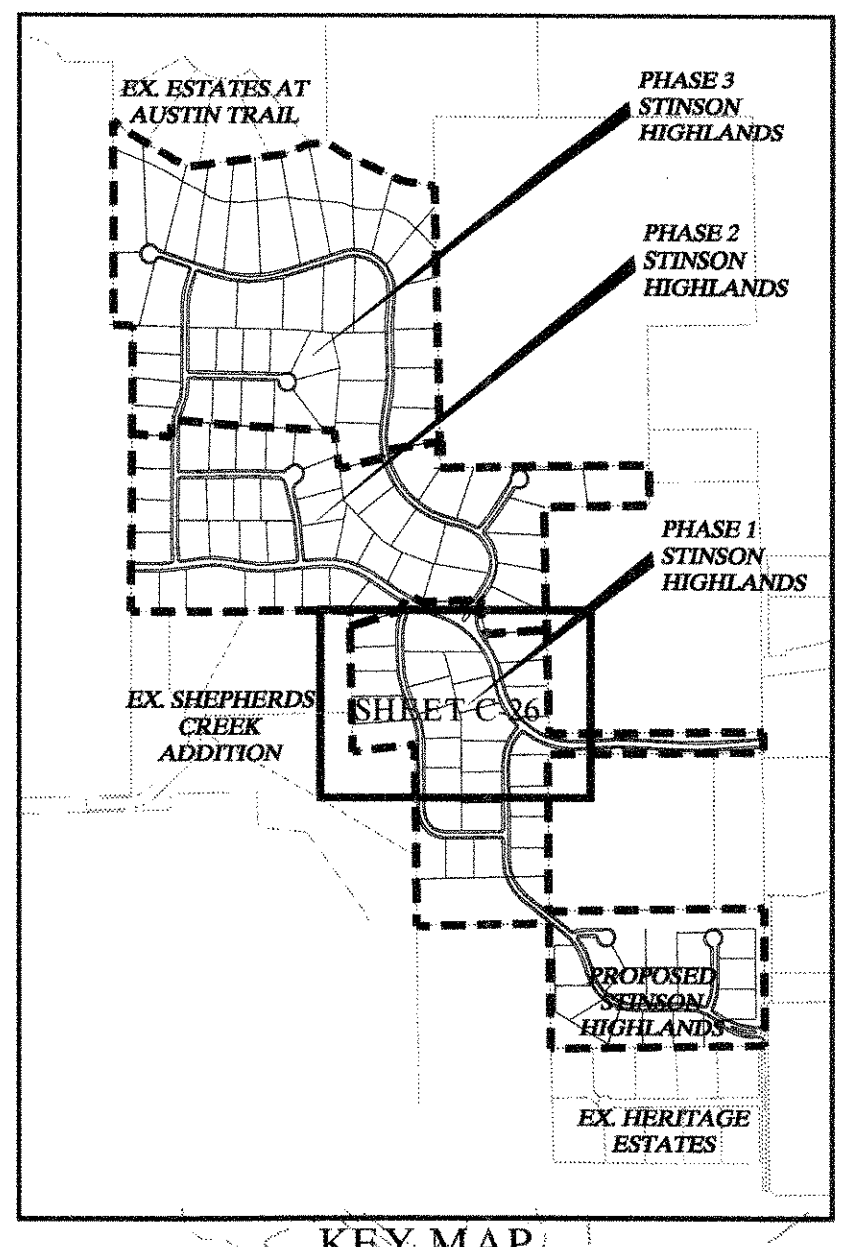 EX. ESTATES AT
AUSTIN TRAIL
PHASE 3
STINSON
HIGHLANDS
PHASE 2
STINSON
HIGHLANDS
PHASE 1
STINSON
HIGHLANDS
EX. SHEPHERDS
CREEK
ADDITION
SHEET C-26
PROPOSED
STINSON
HIGHLANDS
EX. HERITAGE
ESTATES
KEY MAP